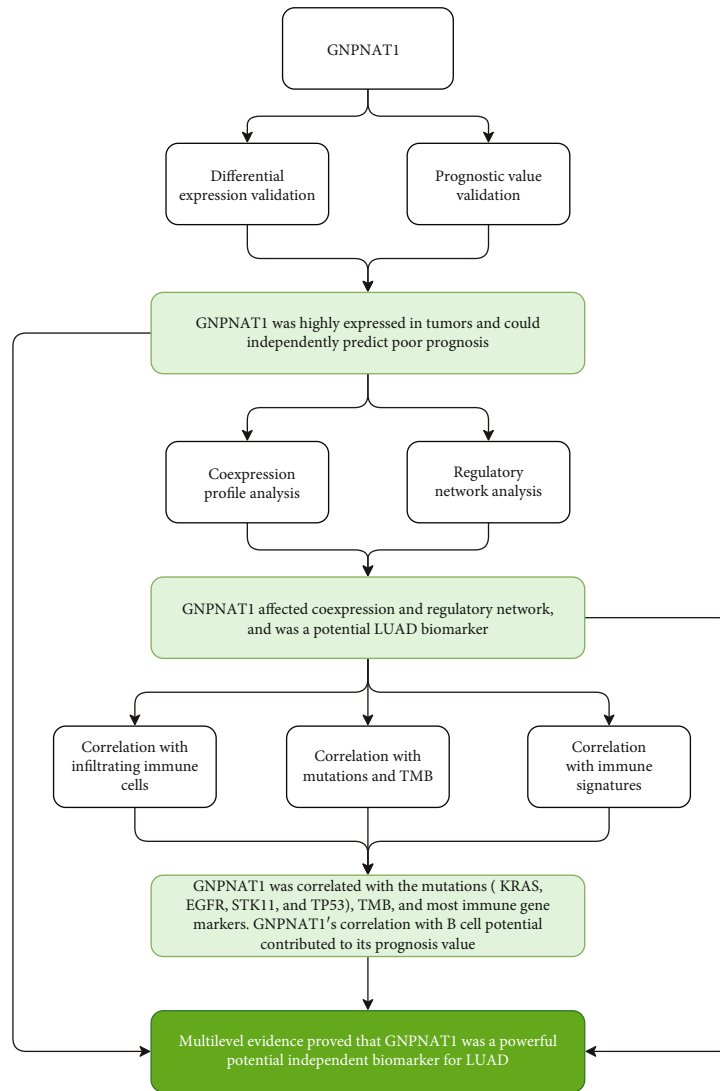 GNPNAT1
Differential
expression validation
Prognostic value
validation
GNPNAT1 was highly expressed in tumors and could
independently predict poor prognosis
Coexpression
profile analysis
Regulatory
network analysis
GNPNAT1 affected coexpression and regulatory network,
and was a potential LUAD biomarker
Correlation with
infiltrating immune
cells
Correlation with
mutations and TMB
Correlation
with immune
signatures
GNPNAT1 was correlated with the mutations ( KRAS,
EGFR, STK11, and TP53), TMB, and most immune gene
markers. GNPNAT1′s correlation with B cell potential
contributed to its prognosis value
Multilevel evidence proved that GNPNAT1 was a powerful
potential independent biomarker for LUAD